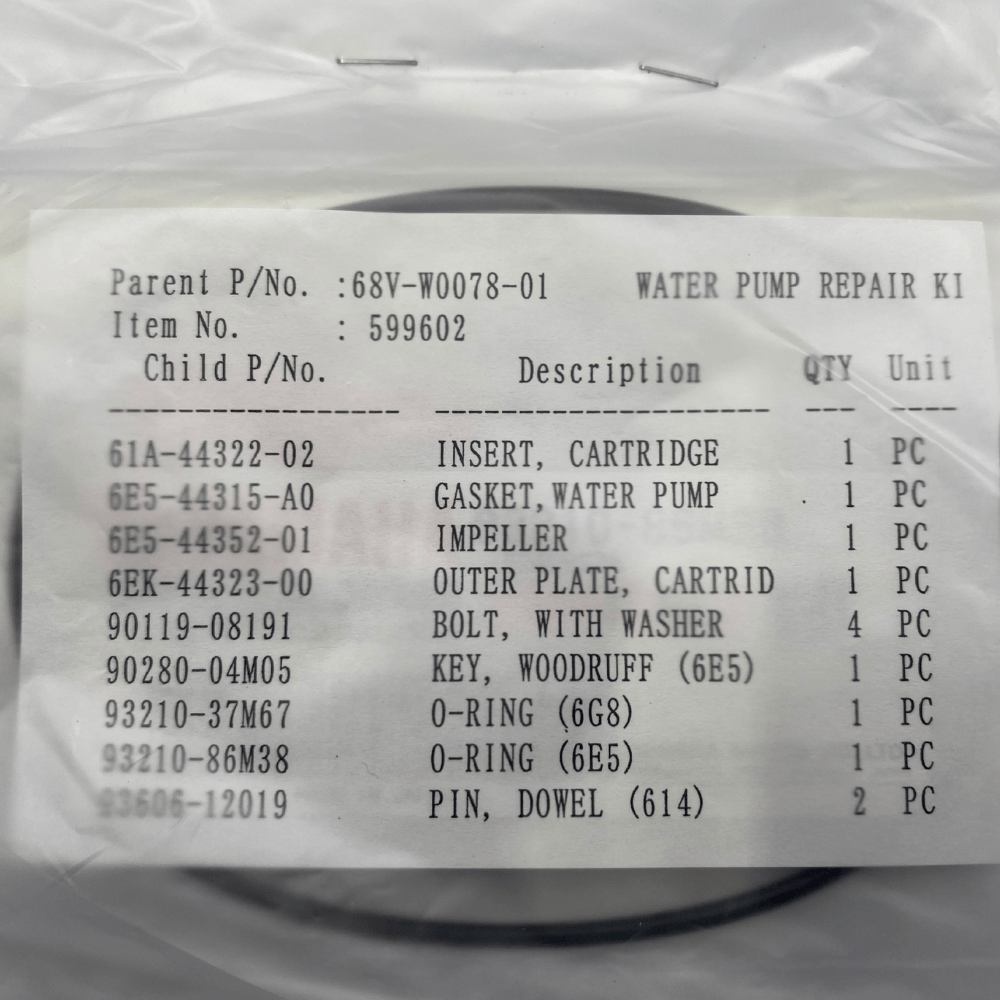 Parent P/No. :68V-W0078-01 WATER PUMP REPAIR KI
Item No. : 599602
Child P/No. Description QTY Unit
61A-44322-02 INSERT, CARTRIDGE 1 PC
6E5-44315-A0 GASKET,WATER PUMP 1 PC
6E5-44352-01 IMPELLER 1 PC
6EK-44323-00 OUTER PLATE, CARTRID 1 PC
90119-08191 BOLT, WITH WASHER 4 PC
90280-04M05 KEY, WOODRUFF (6E5) 1 PC
93210-37M67 O-RING (6G8) 1 PC
93210-86M38 O-RING (6E5) 1 PC
93606-12019 PIN, DOWEL (614) 2 PC